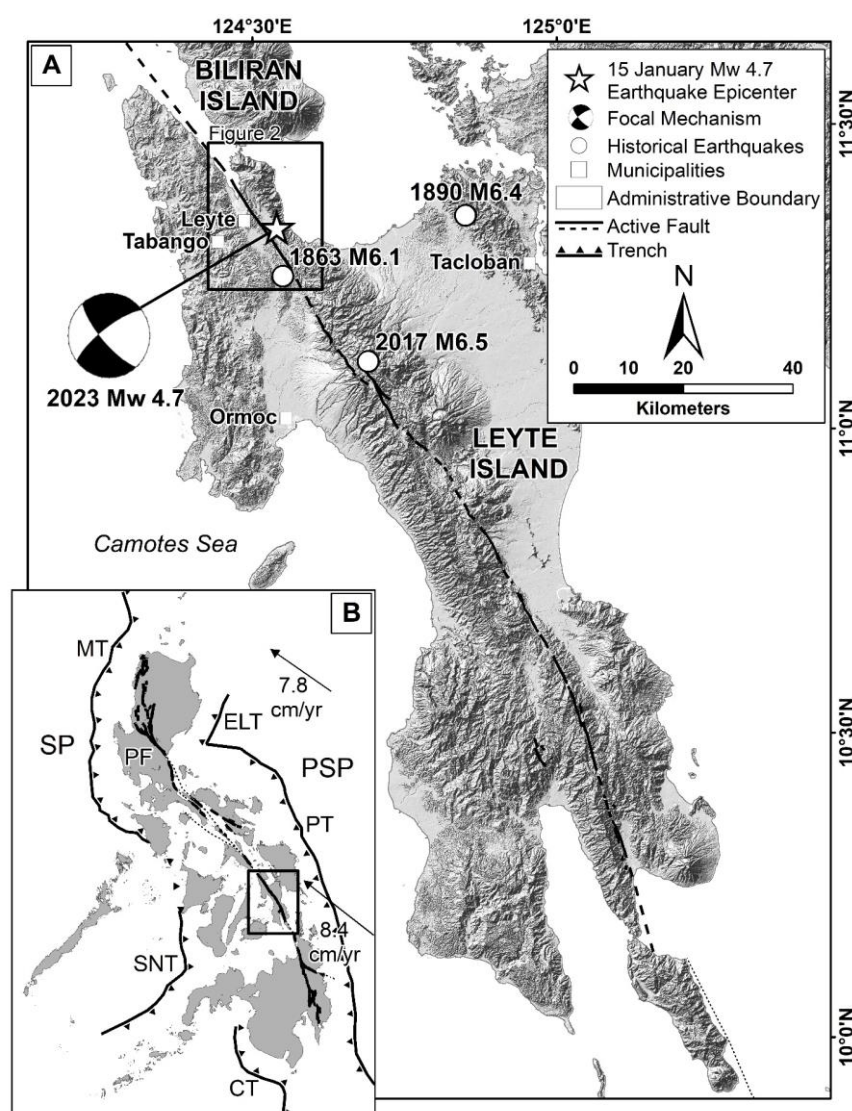 124°30'E
125°0'E
A
BILIRAN
ISLAND
Figure 2
Leyte
Tabango
1863 M6.1
1890 M6.4
Tacloban
2017 M6.5
2023 Mw 4.7
Ormoc
LEYTE
ISLAND
Camotes Sea
15 January Mw 4.7
Earthquake Epicenter
Focal Mechanism
Historical Earthquakes
Municipalities
Administrative Boundary
Active Fault
Trench
N
0 20 40
Kilometers
11°30'N
11°0'N
10°30'N
10°0'N
B
MT
7.8
cm/yr
ELT
SP
PF
PSP
PT
8.4
cm/yr
SNT
CT